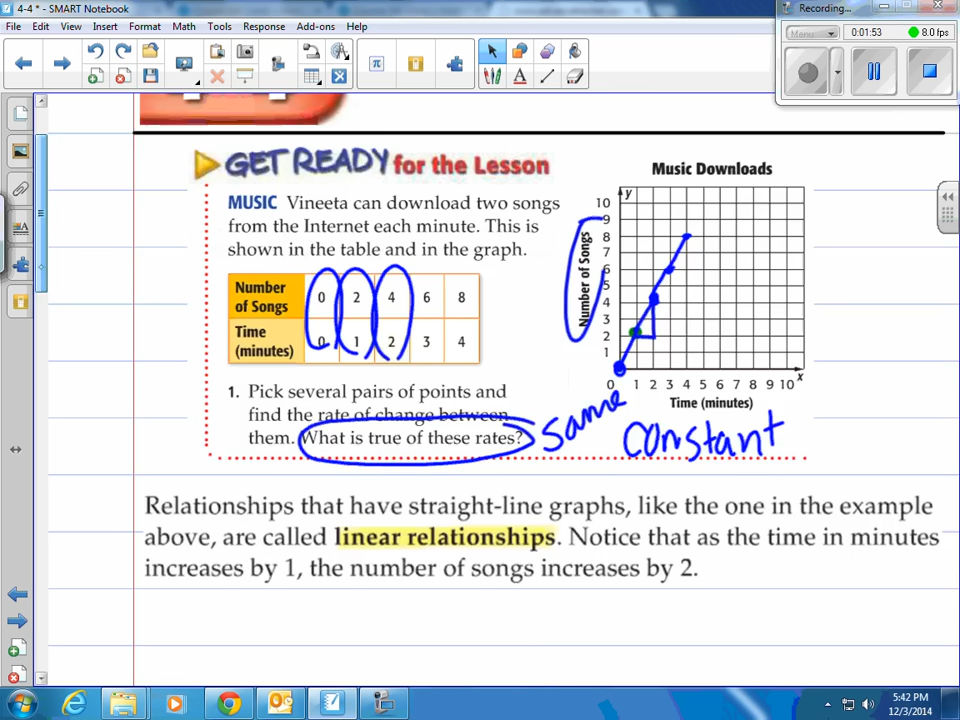 4-4 * - SMART Notebook
Recording...
File Edit View Insert Format Math Tools Response Add-ons Help
Menu 0:01:53 8.0 fps
GET READY for the Lesson
MUSIC Vineeta can download two songs
from the Internet each minute. This is
shown in the table and in the graph.
Number of Songs 0 2 4 6 8
Time (minutes) 0 1 2 3 4
1. Pick several pairs of points and
find the rate of change between
them. What is true of these rates?
same
constant
Music Downloads
y
10
9
8
7
6
5
4
3
2
1
Number of Songs
0 1 2 3 4 5 6 7 8 9 10 x
Time (minutes)
Relationships that have straight-line graphs, like the one in the example
above, are called linear relationships. Notice that as the time in minutes
increases by 1, the number of songs increases by 2.
5:42 PM
12/3/2014